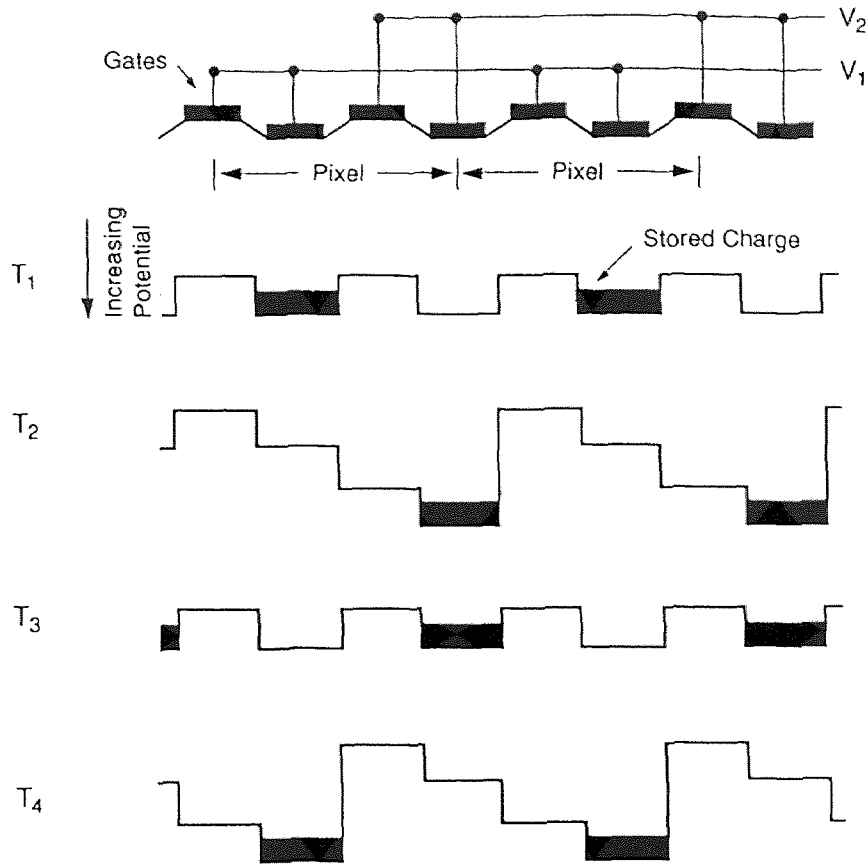 V2
Gates
V1
Pixel
Pixel
T1
Increasing
Potential
Stored Charge
T2
T3
T4